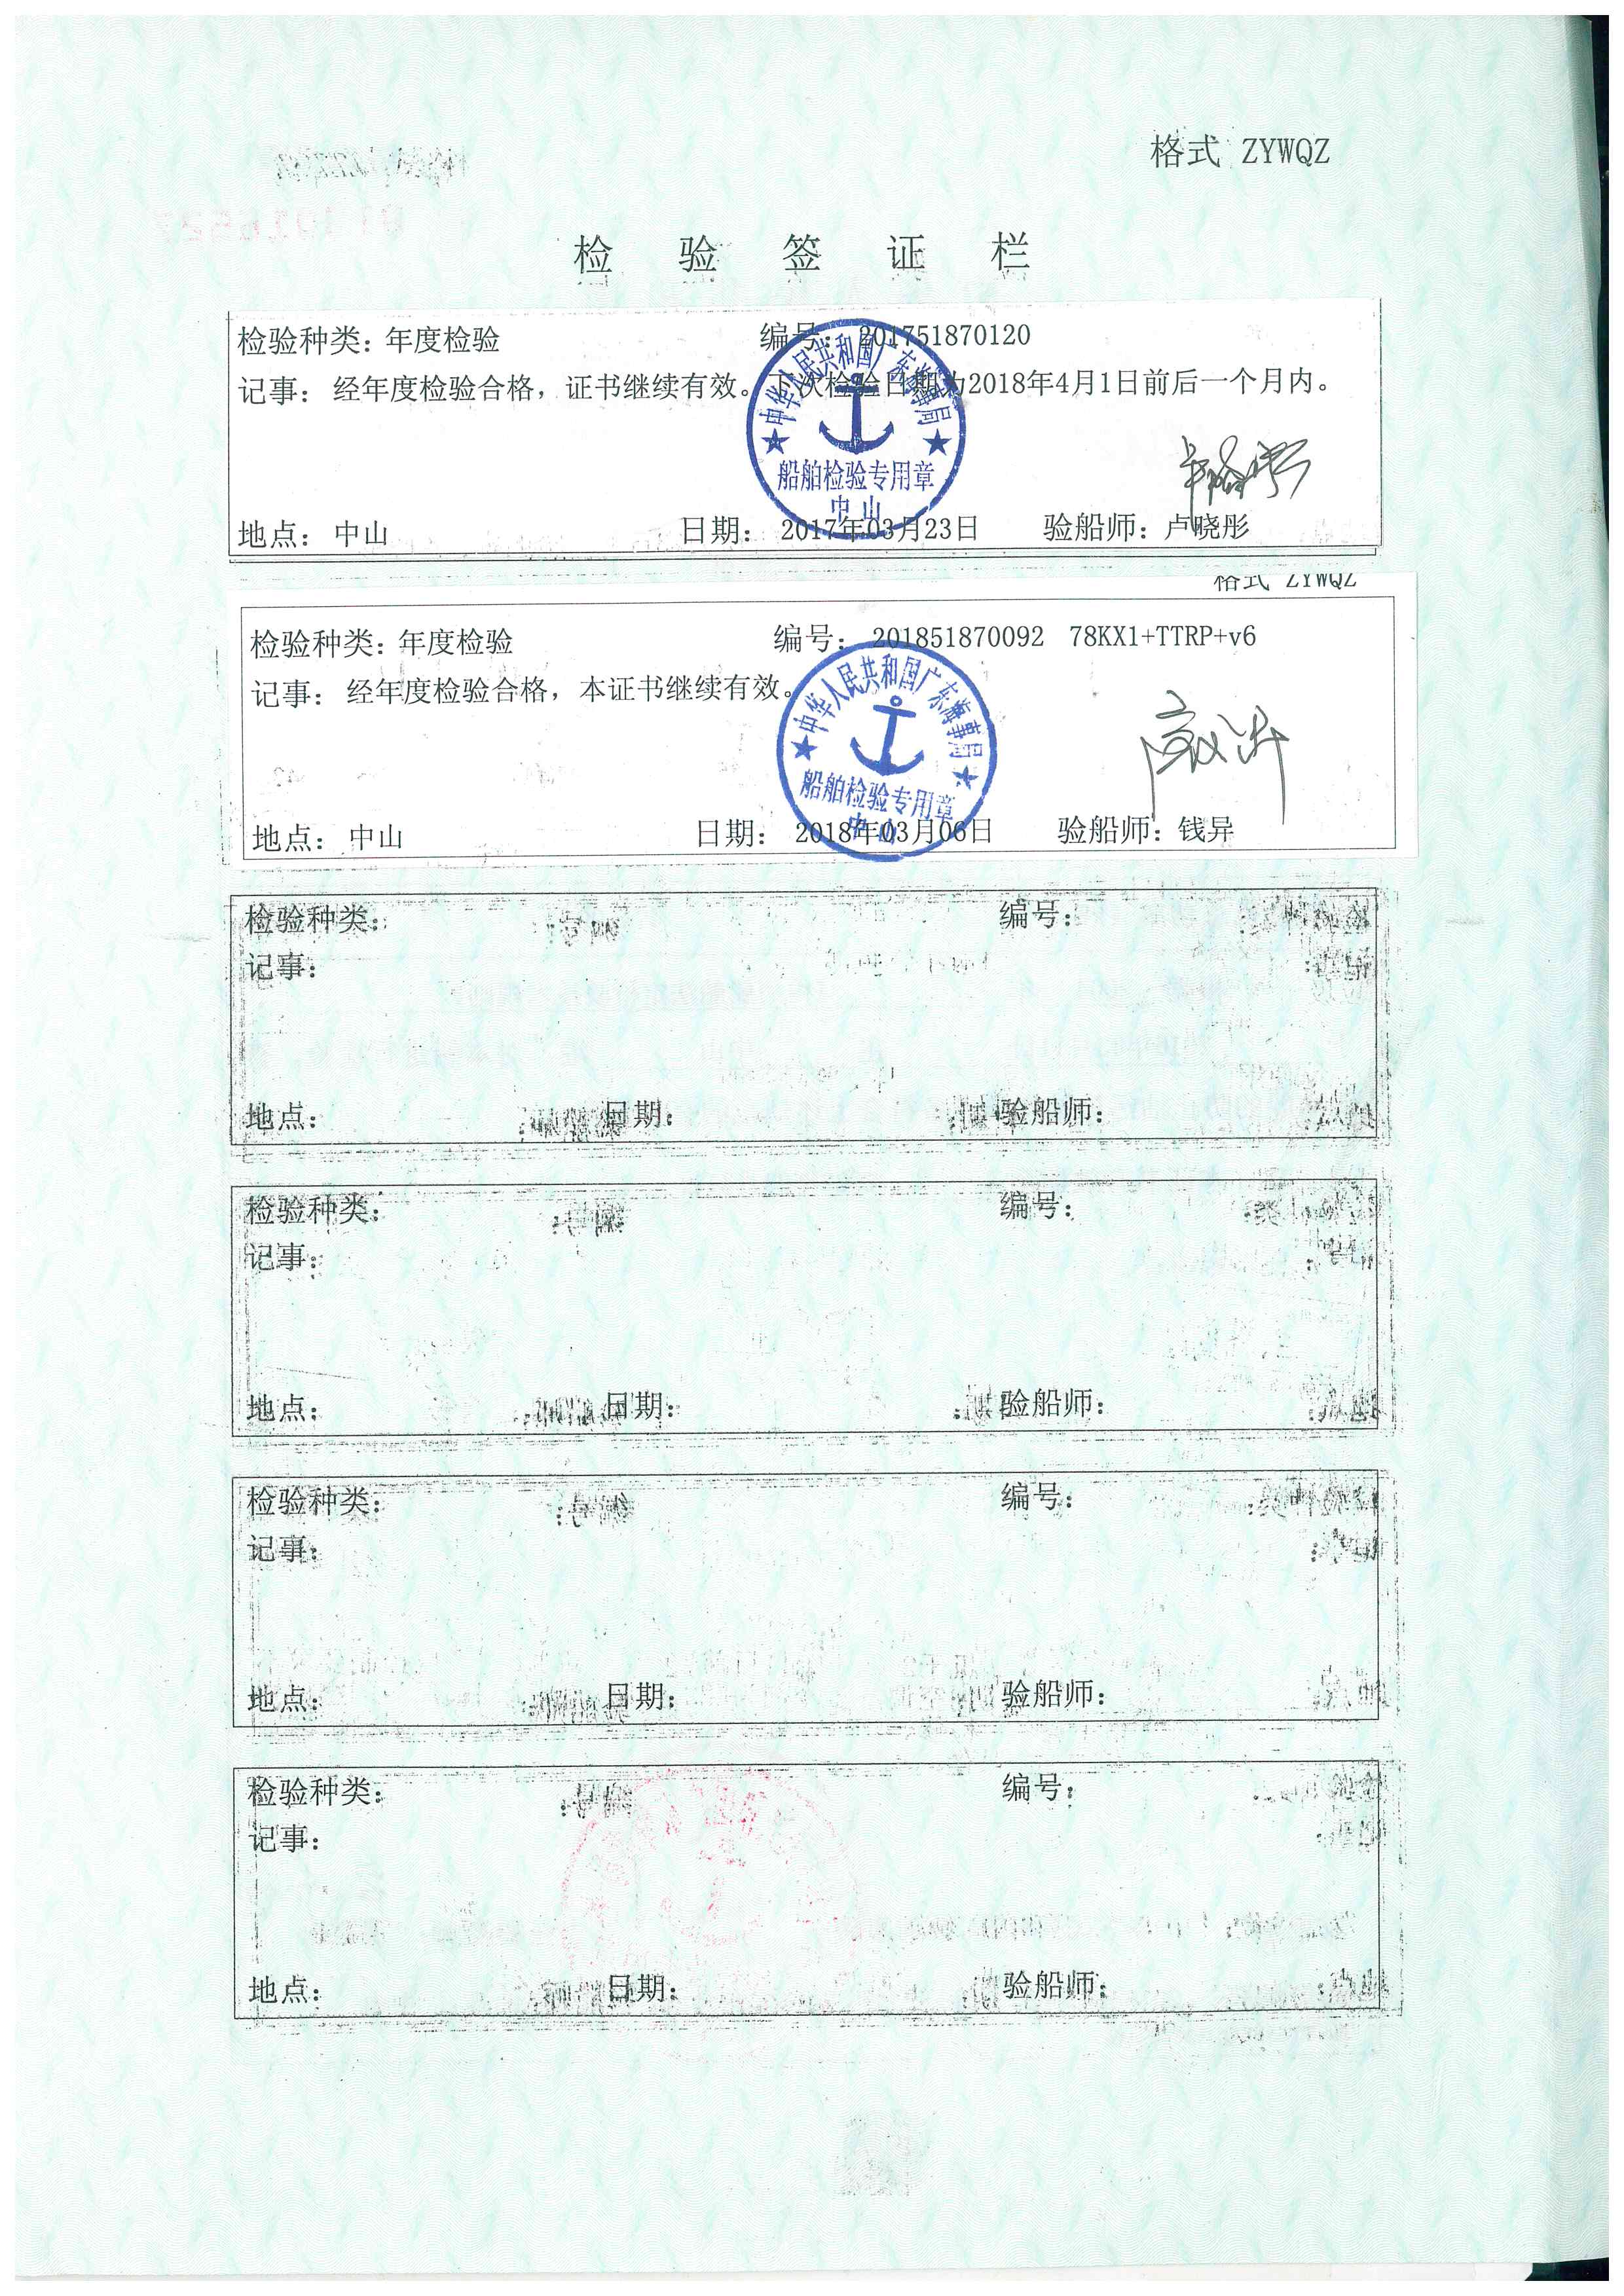 格式 ZYWQZ
检 验 签 证 栏
检验种类：年度检验 编号：201751870120
记事：经年度检验合格，证书继续有效。下次检验日期为2018年4月1日前后一个月内。
中华人民共和国广东海事局
船舶检验专用章
中山
地点：中山 日期：2017年03月23日 验船师：卢晓彤
格式 ZYWQZ
检验种类：年度检验 编号：201851870092 78KX1+TTRP+v6
记事：经年度检验合格，本证书继续有效。
中华人民共和国广东海事局
船舶检验专用章
中山
地点：中山 日期：2018年03月06日 验船师：钱异
检验种类： 编号：
记事：
地点： 日期： 验船师：
检验种类： 编号：
记事：
地点： 日期： 验船师：
检验种类： 编号：
记事：
地点： 日期： 验船师：
检验种类： 编号：
记事：
地点： 日期： 验船师：